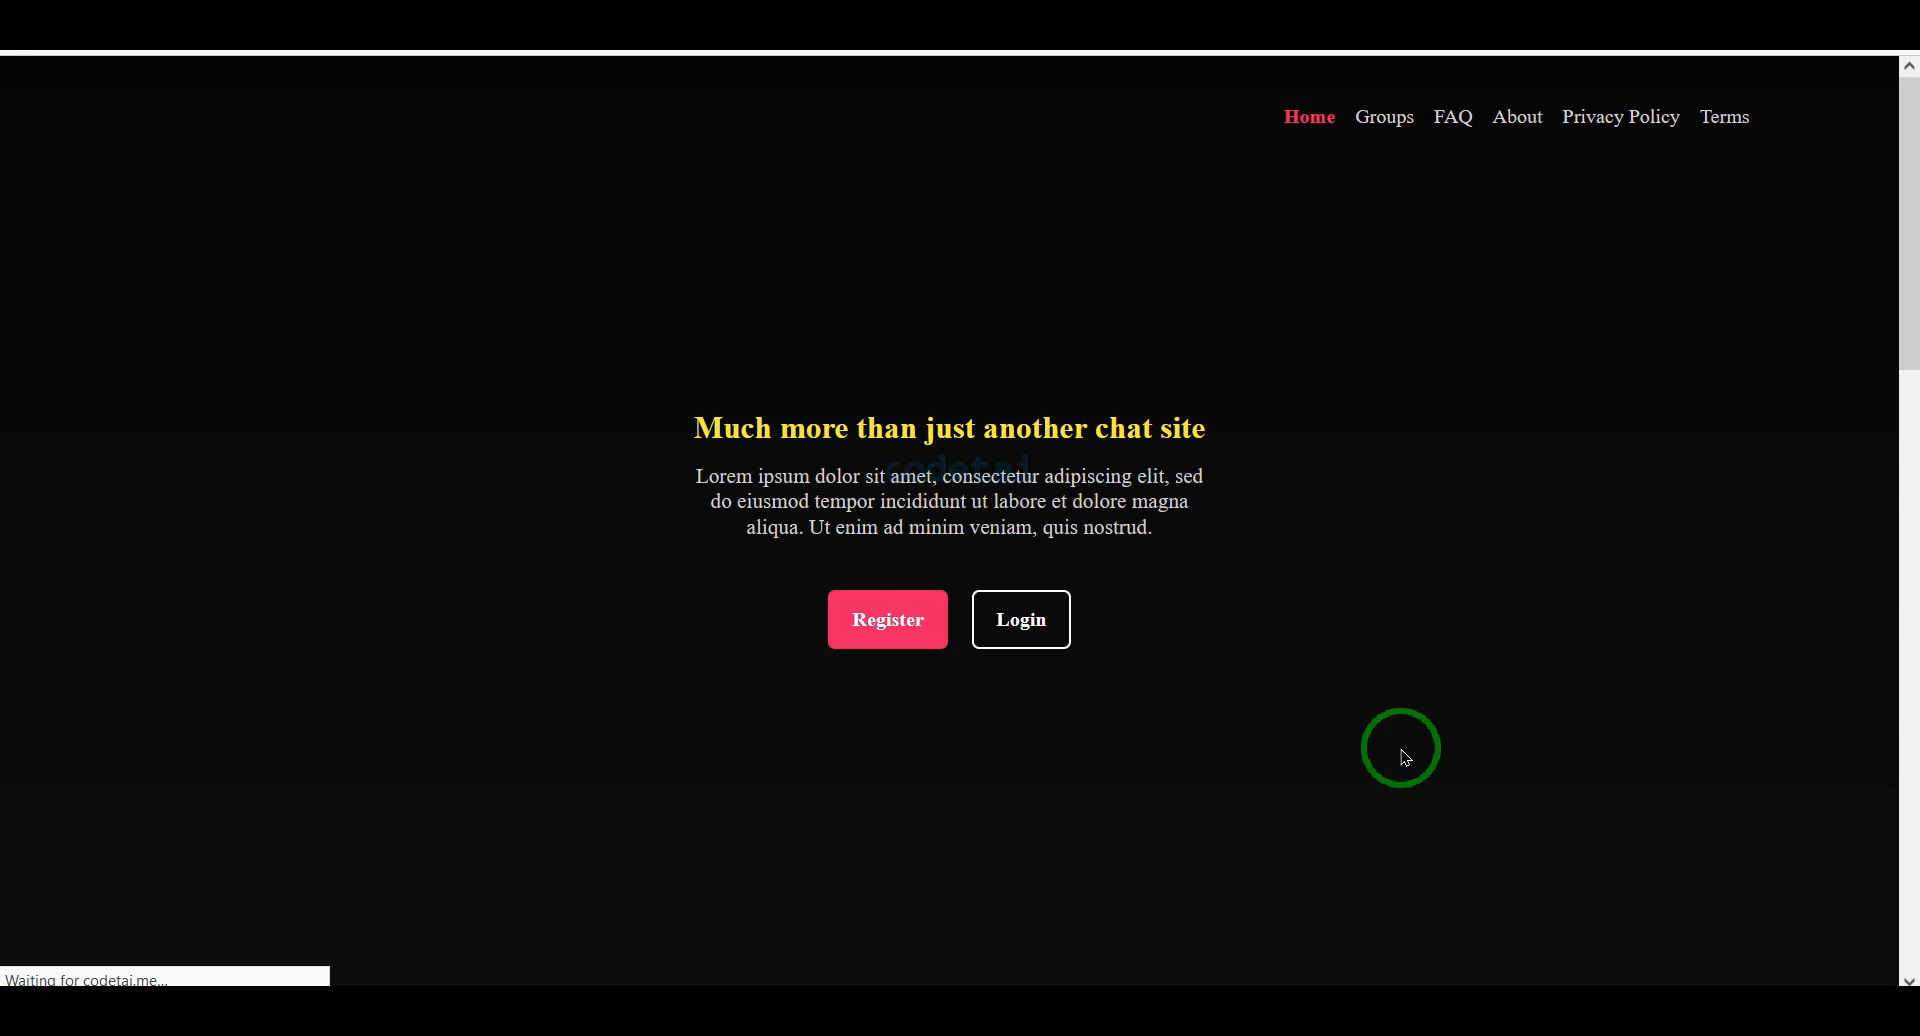 Home Groups FAQ About Privacy Policy Terms
Much more than just another chat site
codetai
Lorem ipsum dolor sit amet, consectetur adipiscing elit, sed
do eiusmod tempor incididunt ut labore et dolore magna
aliqua. Ut enim ad minim veniam, quis nostrud.
Register Login
Waiting for codetai.me...